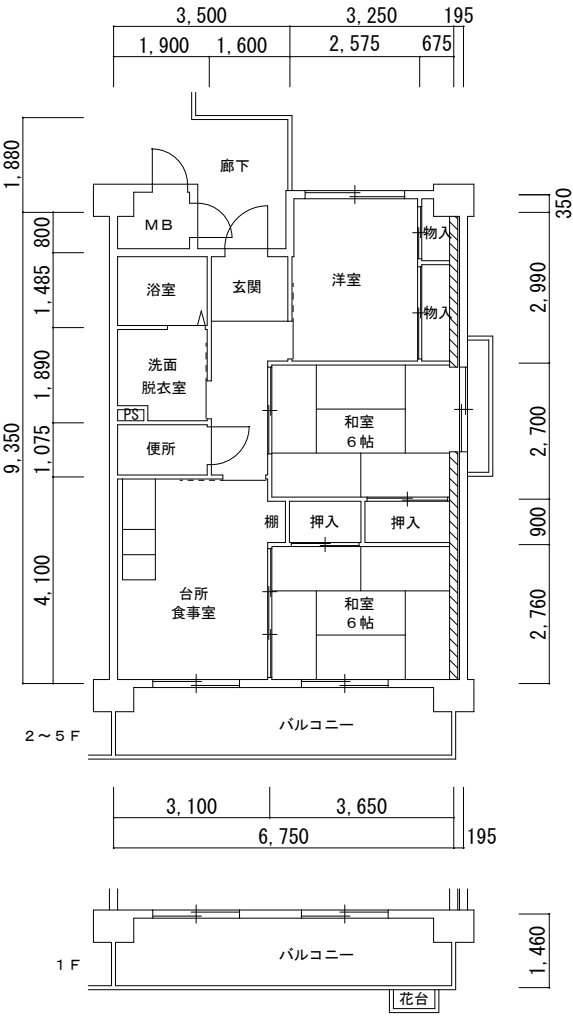 3,500
3,250
195
1,900
1,600
2,575
675
1,880
廊下
350
MB
800
物入
浴室
玄関
洋室
2,990
1,485
物入
洗面
脱衣室
1,890
PS
和室
6帖
2,700
9,350
便所
1,075
棚
押入
押入
900
4,100
台所
食事室
和室
6帖
2,760
バルコニー
2～5F
3,100
3,650
6,750
195
バルコニー
1F
1,460
花台